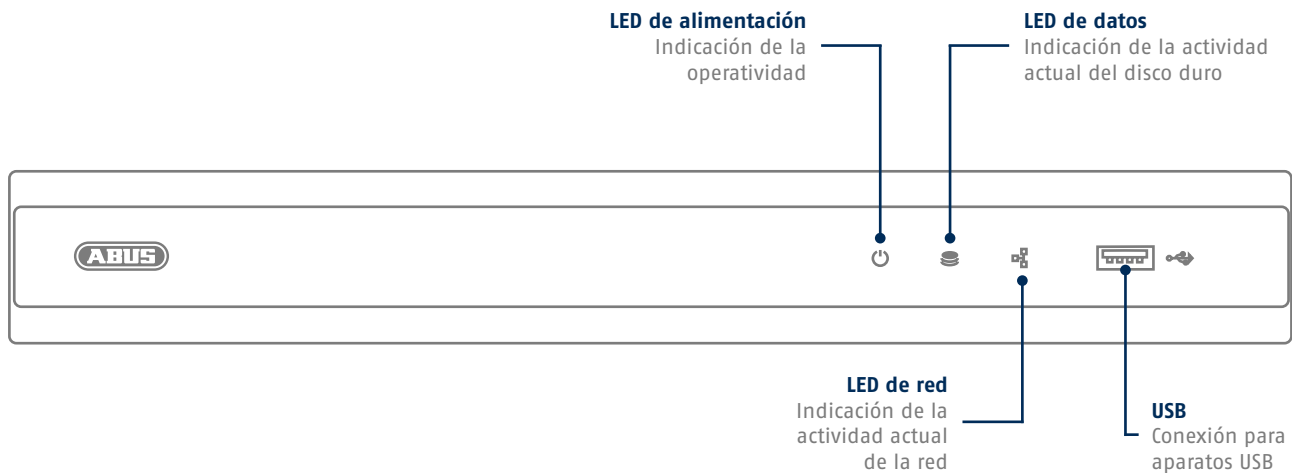 LED de alimentación
Indicación de la
operatividad
LED de datos
Indicación de la actividad
actual del disco duro
ABUS
LED de red
Indicación de la
actividad actual
de la red
USB
Conexión para
aparatos USB